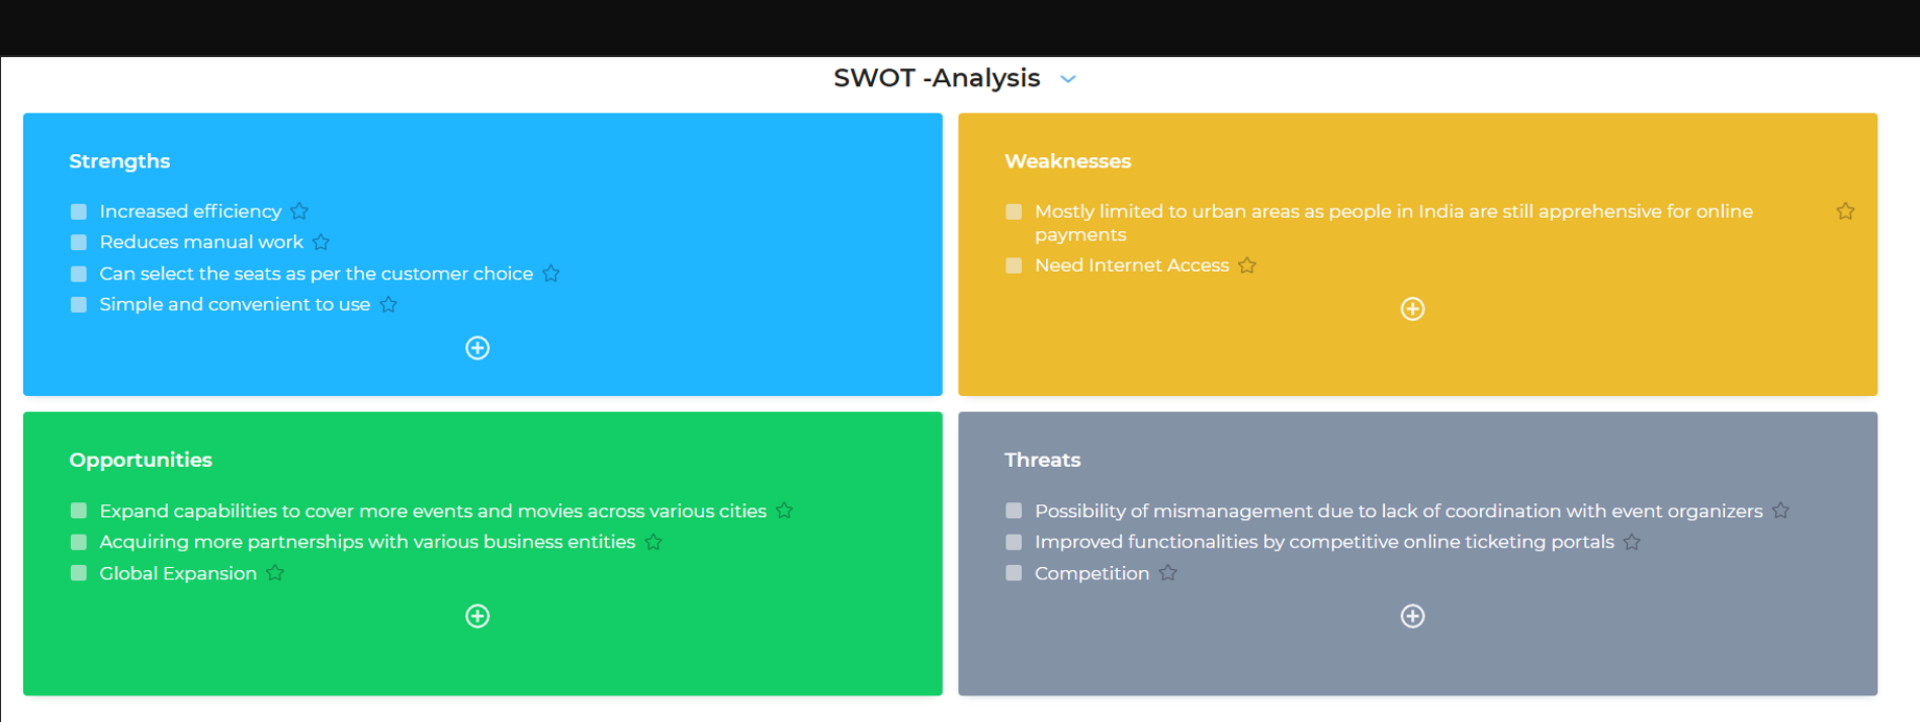 SWOT -Analysis
Strengths
Increased efficiency
Reduces manual work
Can select the seats as per the customer choice
Simple and convenient to use
Weaknesses
Mostly limited to urban areas as people in India are still apprehensive for online
payments
Need Internet Access
Opportunities
Expand capabilities to cover more events and movies across various cities
Acquiring more partnerships with various business entities
Global Expansion
Threats
Possibility of mismanagement due to lack of coordination with event organizers
Improved functionalities by competitive online ticketing portals
Competition